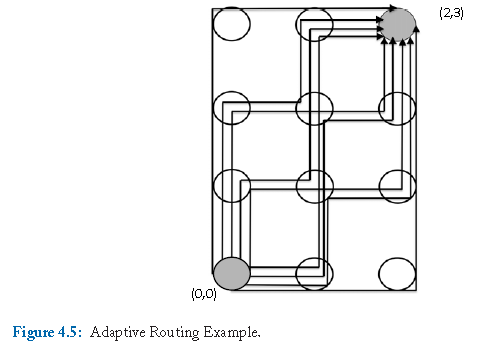 (2,3)
(0,0)
Figure 4.5: Adaptive Routing Example.